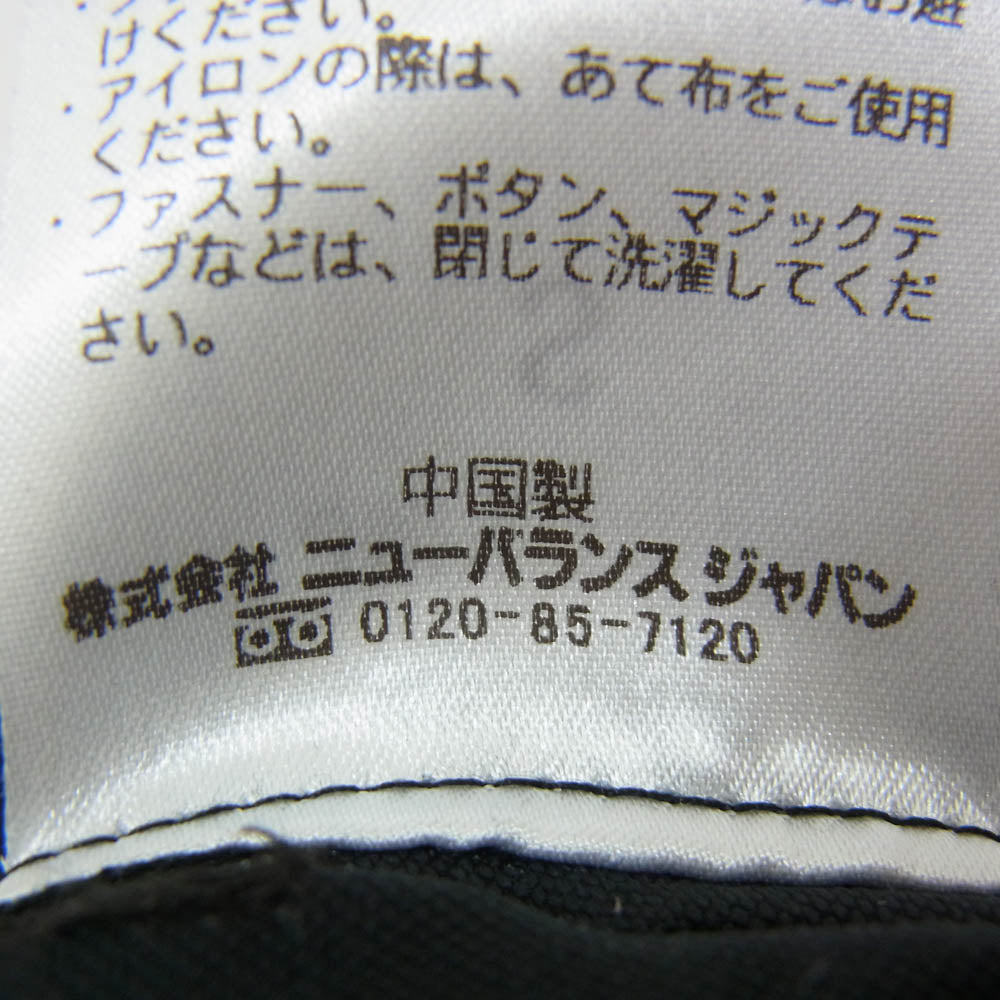 お避
けください。
・アイロンの際は、あて布をご使用
ください。
・ファスナー、ボタン、マジックテ
ープなどは、閉じて洗濯してくだ
さい。
中国製
株式会社 ニューバランス ジャパン
0120-85-7120